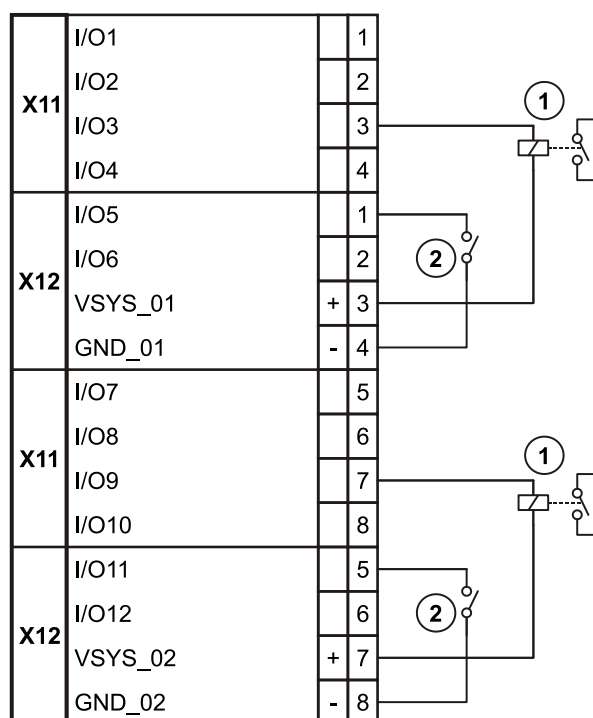 I/O1 1
I/O2 2
X11
I/O3 3
I/O4 4
1
I/O5 1
I/O6 2
2
X12
VSYS_01 + 3
GND_01 - 4
I/O7 5
I/O8 6
X11
1
I/O9 7
I/O10 8
I/O11 5
I/O12 6
2
X12
VSYS_02 + 7
GND_02 - 8